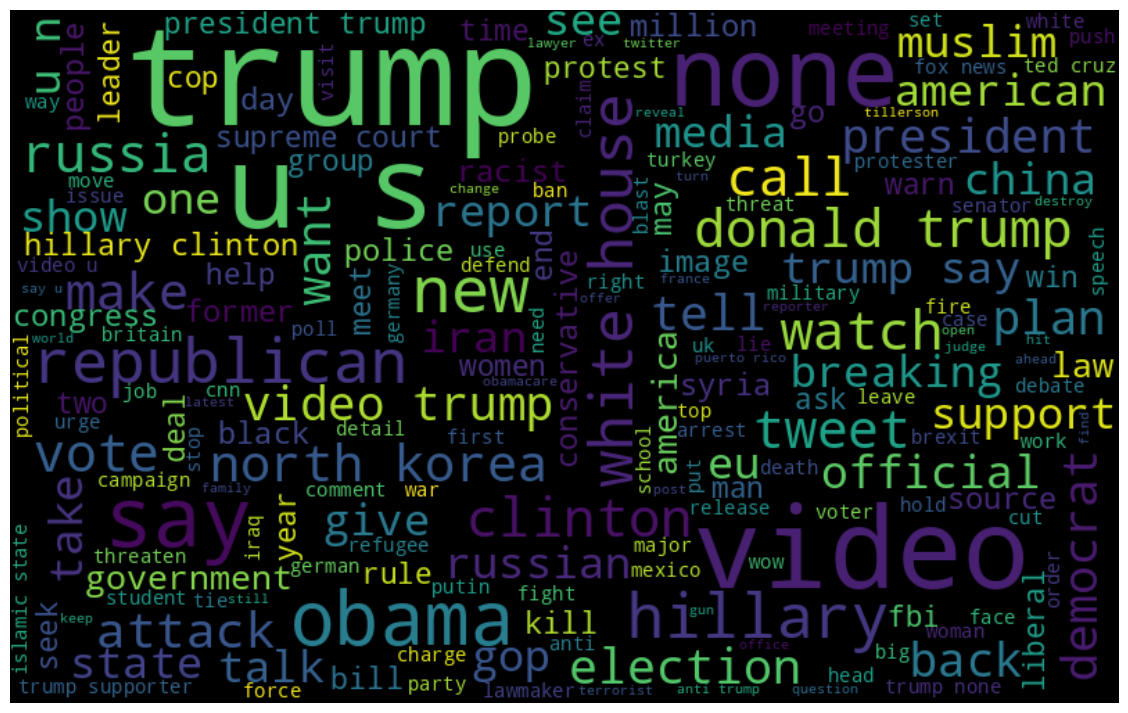 u n
president trump
time
ex
lawyer
twitter
see
million
meeting
set
white
push
way
people
leader
cop
trump
visit
protest
none
muslim
fox news
ted cruz
american
day
supreme court
probe
claim
reveal
media
go
tillerson
president
russia
group
racist
white house
turkey
protester
move
issue
one
u s
change
ban
blast
may
turn
call
warn
china
show
want
report
threat
senator
destroy
hillary clinton
police
use
end
donald trump
speech
video u
help
defend
conservative
right
image
trump say
win
say u
make
former
meet
germany
new
france
offer
military
fire
plan
congress
britain
poll
iran
need
tell
watch
case
open
hit
world
reporter
uk
lie
judge
political
republican
women
america
puerto rico
breaking
ahead
law
job
cnn
obamacare
syria
ask
leave
debate
two
deal
latest
video trump
top
support
urge
stop
black
detail
first
school
arrest
tweet
brexit
work
find
vote
north korea
eu
death
official
democrat
campaign
family
comment
war
post
put
man
source
take
say
iraq
year
give
clinton
release
voter
hold
cut
threaten
refugee
video
order
islamic state
government
german
rule
russian
major
mexico
wow
liberal
student
tie
still
putin
fight
seek
keep
attack
obama
kill
hillary
gun
fbi
face
anti
woman
state
talk
charge
gop
office
big
back
bill
election
head
trump supporter
force
party
lawmaker
terrorist
anti trump
question
trump none